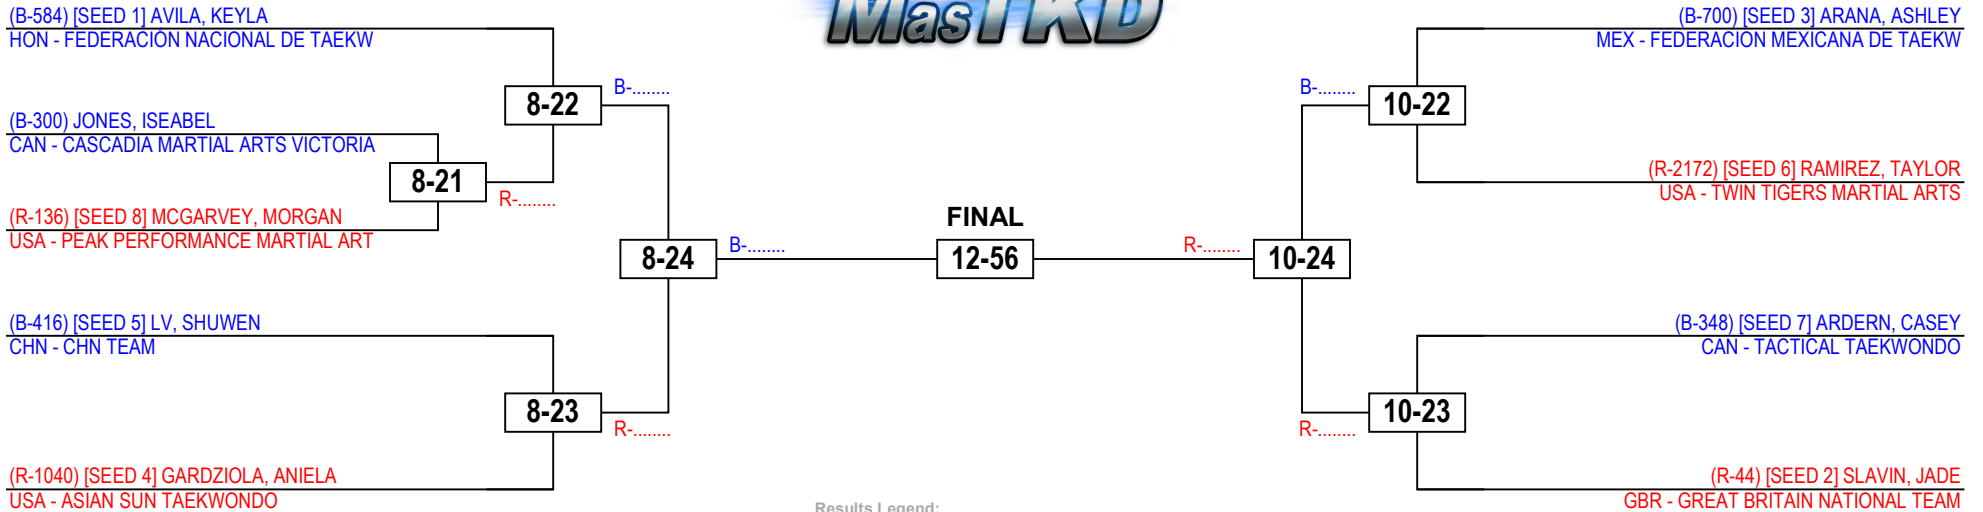 MasTKD
(B-584) [SEED 1] AVILA, KEYLA
HON - FEDERACIÓN NACIONAL DE TAEKW
(B-300) JONES, ISEABEL
CAN - CASCADIA MARTIAL ARTS VICTORIA
(R-136) [SEED 8] MCGARVEY, MORGAN
USA - PEAK PERFORMANCE MARTIAL ART
(B-416) [SEED 5] LV, SHUWEN
CHN - CHN TEAM
(R-1040) [SEED 4] GARDZIOLA, ANIELA
USA - ASIAN SUN TAEKWONDO
8-21
R-........
8-22
B-........
8-23
R-........
8-24
B-........
FINAL
12-56
R-........
10-24
B-........
10-22
R-........
10-23
(B-700) [SEED 3] ARANA, ASHLEY
MEX - FEDERACIÓN MEXICANA DE TAEKW
(R-2172) [SEED 6] RAMIREZ, TAYLOR
USA - TWIN TIGERS MARTIAL ARTS
(B-348) [SEED 7] ARDERN, CASEY
CAN - TACTICAL TAEKWONDO
(R-44) [SEED 2] SLAVIN, JADE
GBR - GREAT BRITAIN NATIONAL TEAM
Results Legend: